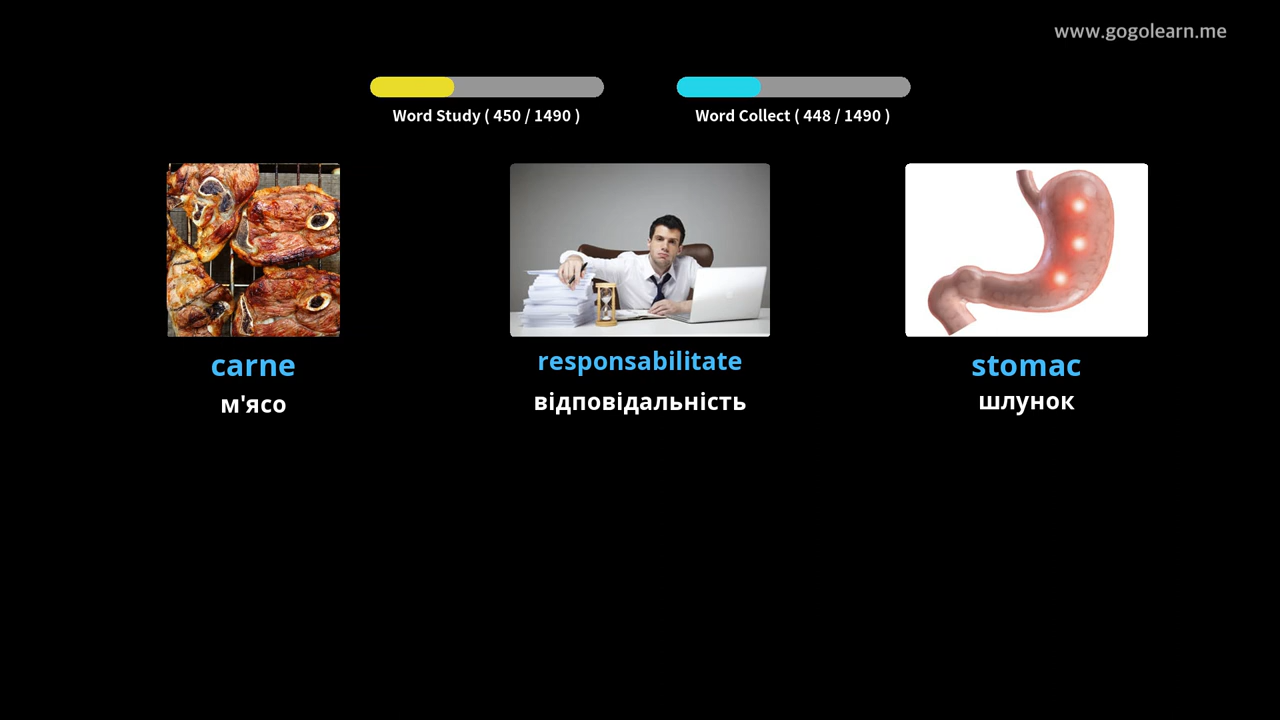 www.gogolearn.me
Word Study ( 450 / 1490 )
Word Collect ( 448 / 1490 )
carne
responsabilitate
stomac
м'ясо
відповідальність
шлунок